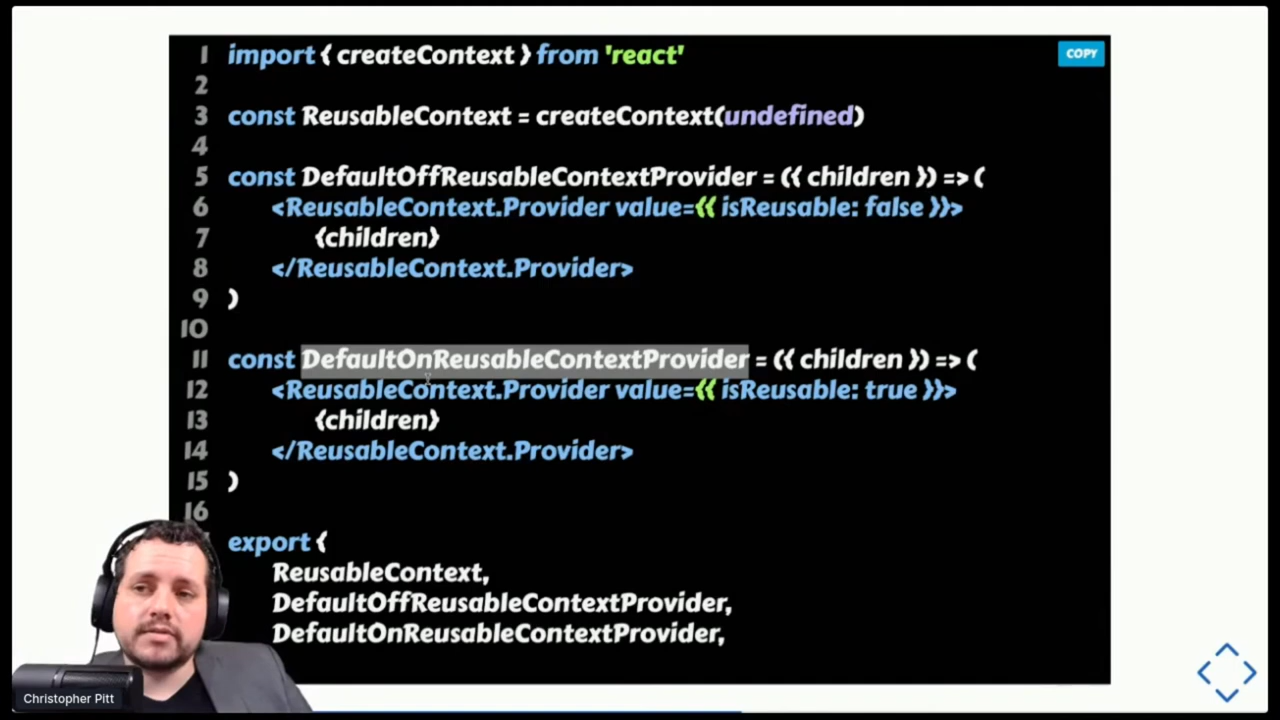 1 import { createContext } from 'react'
COPY
2
3 const ReusableContext = createContext(undefined)
4
5 const DefaultOffReusableContextProvider = ({ children }) => (
6 <ReusableContext.Provider value={{ isReusable: false }}>
7 {children}
8 </ReusableContext.Provider>
9 )
10
11 const DefaultOnReusableContextProvider = ({ children }) => (
12 <ReusableContext.Provider value={{ isReusable: true }}>
13 {children}
14 </ReusableContext.Provider>
15 )
16
export {
ReusableContext,
DefaultOffReusableContextProvider,
DefaultOnReusableContextProvider,
Christopher Pitt